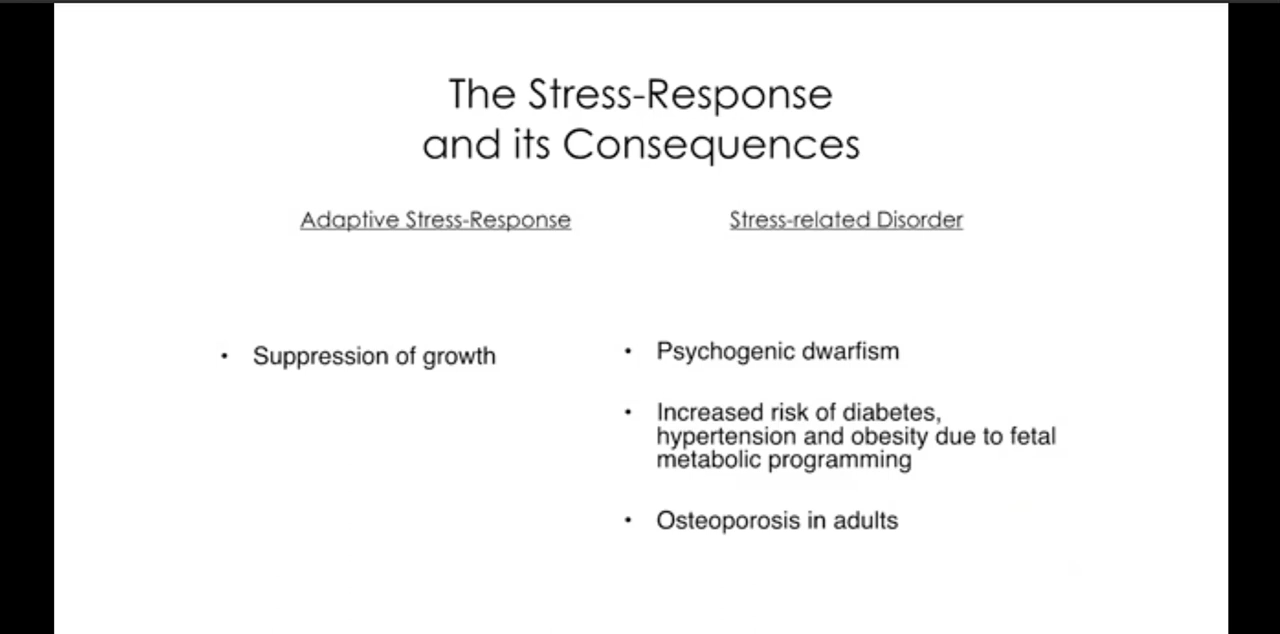 The Stress-Response
and its Consequences
Adaptive Stress-Response
Stress-related Disorder
• Suppression of growth
• Psychogenic dwarfism
• Increased risk of diabetes,
hypertension and obesity due to fetal
metabolic programming
• Osteoporosis in adults